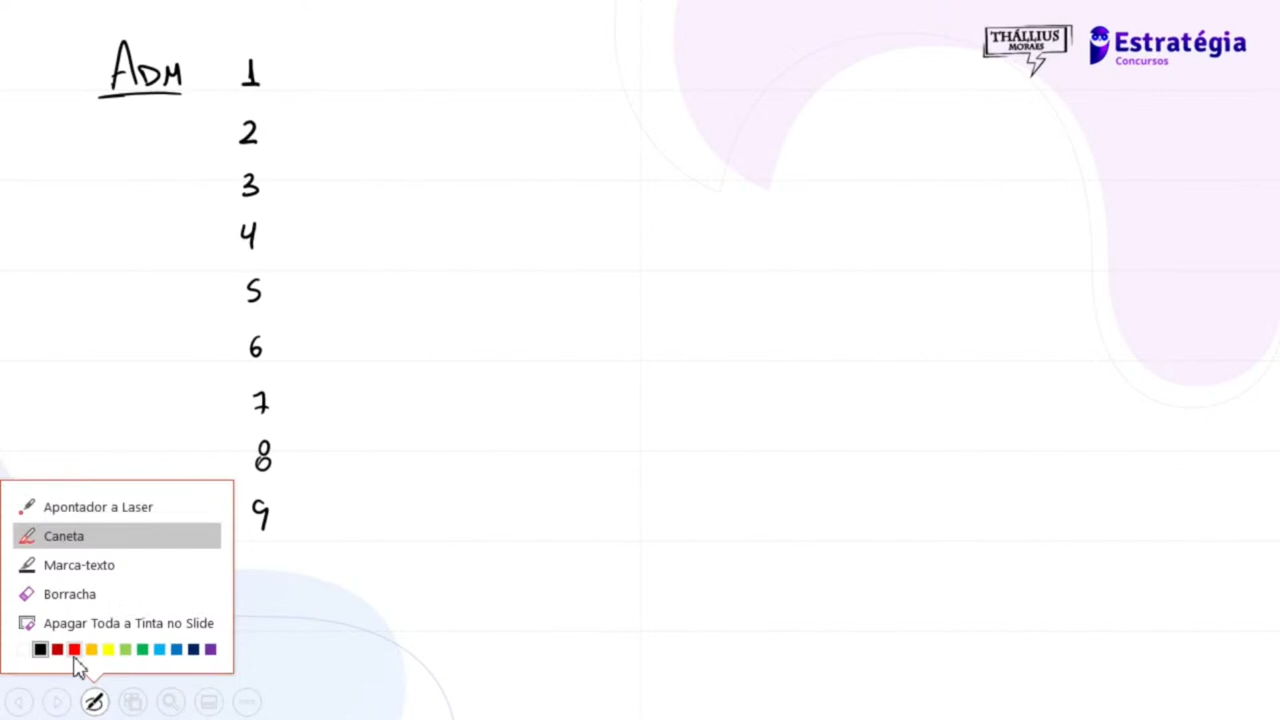 THÁLLIUS
MORAES
Estratégia
Concursos
ADM 1
2
3
4
5
6
7
8
9
Apontador a Laser
Caneta
Marca-texto
Borracha
Apagar Toda a Tinta no Slide